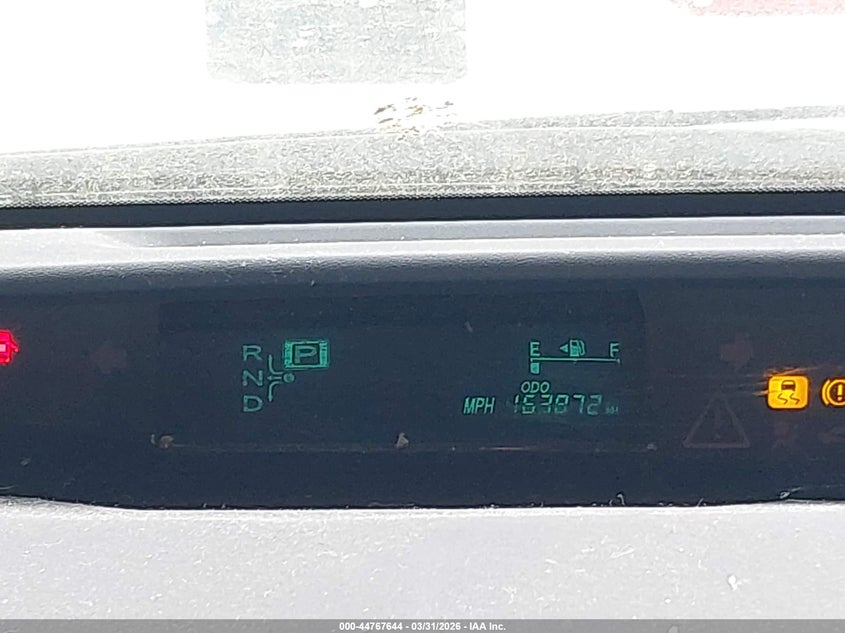 R P
N
D
E F
ODO
MPH 163872
000-44767644 - 03/31/2026 - IAA Inc.